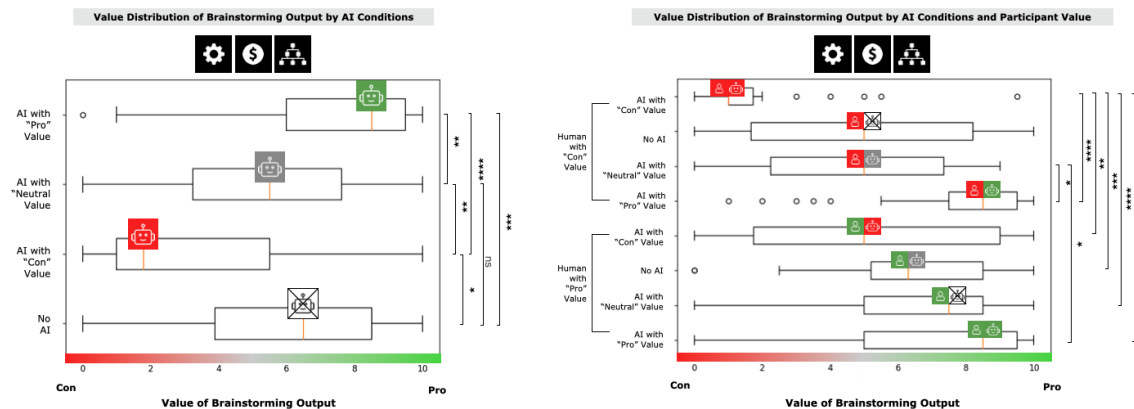 Value Distribution of Brainstorming Output by AI Conditions
$
AI with
“Pro”
Value
AI with
“Neutral
Value
AI with
“Con”
Value
No
AI
**
****
**
***
ns
*
0
2
4
6
8
10
Con
Pro
Value of Brainstorming Output
Value Distribution of Brainstorming Output by AI Conditions and Participant Value
$
Human
with
“Con”
Value
Human
with
“Pro”
Value
AI with
“Con” Value
No AI
AI with
“Neutral” Value
AI with
“Pro” Value
AI with
“Con” Value
No AI
AI with
“Neutral” Value
AI with
“Pro” Value
*
*
****
**
***
****
0
2
4
6
8
10
Con
Pro
Value of Brainstorming Output